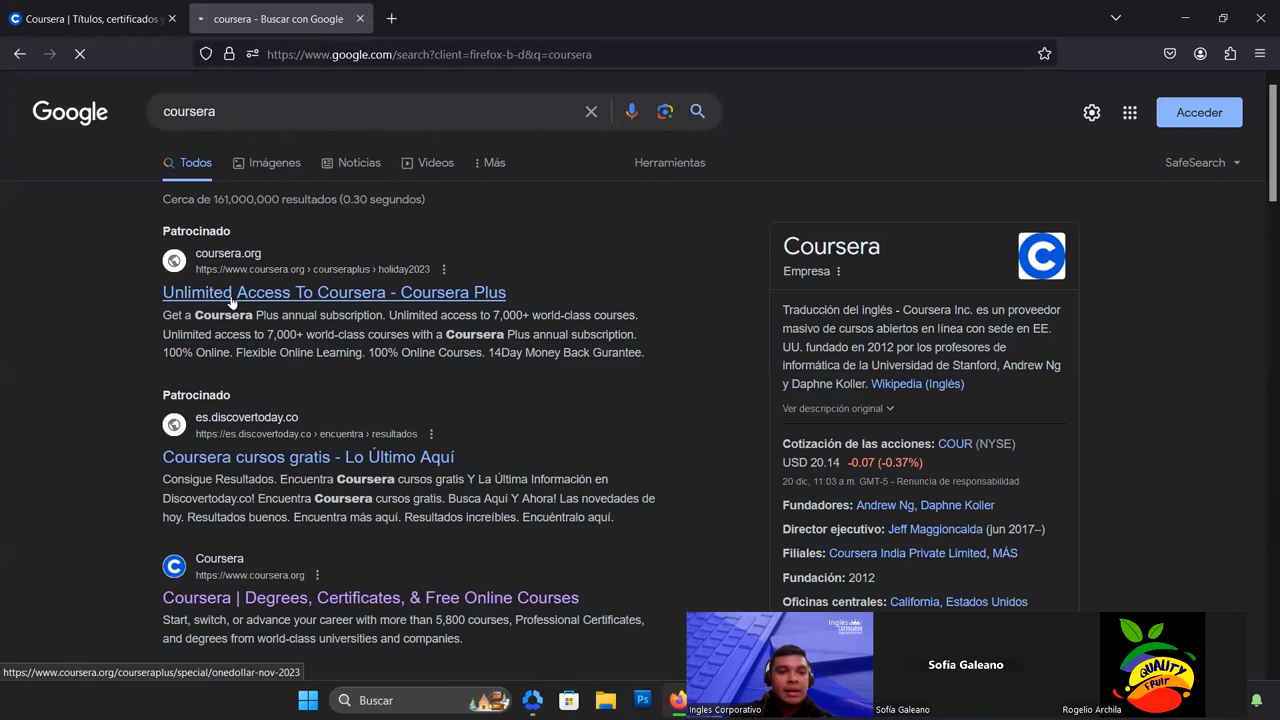 Coursera | Títulos, certificados y
coursera - Buscar con Google
https://www.google.com/search?client=firefox-b-d&q=coursera
Google
coursera
Acceder
Todos
Imágenes
Noticias
Videos
Más
Herramientas
SafeSearch
Cerca de 161,000,000 resultados (0.30 segundos)
Patrocinado
coursera.org
https://www.coursera.org › courseraplus › holiday2023
Unlimited Access To Coursera - Coursera Plus
Get a Coursera Plus annual subscription. Unlimited access to 7,000+ world-class courses.
Unlimited access to 7,000+ world-class courses with a Coursera Plus annual subscription.
100% Online. Flexible Online Learning. 100% Online Courses. 14Day Money Back Gurantee.
Patrocinado
es.discovertoday.co
https://es.discovertoday.co › encuentra › resultados
Coursera cursos gratis - Lo Último Aquí
Consigue Resultados. Encuentra Coursera cursos gratis Y La Última Información en
Discovertoday.co! Encuentra Coursera cursos gratis. Busca Aquí Y Ahora! Las novedades de
hoy. Resultados buenos. Encuentra más aquí. Resultados increíbles. Encuéntralo aquí.
Coursera
https://www.coursera.org
Coursera | Degrees, Certificates, & Free Online Courses
Start, switch, or advance your career with more than 5,800 courses, Professional Certificates,
and degrees from world-class universities and companies.
Coursera
Empresa
C
Traducción del inglés - Coursera Inc. es un proveedor
masivo de cursos abiertos en línea con sede en EE.
UU. fundado en 2012 por los profesores de
informática de la Universidad de Stanford, Andrew Ng
y Daphne Koller. Wikipedia (Inglés)
Ver descripción original
Cotización de las acciones: COUR (NYSE)
USD 20.14 -0.07 (-0.37%)
20 dic, 11:03 a.m. GMT-5 - Renuncia de responsabilidad
Fundadores: Andrew Ng, Daphne Koller
Director ejecutivo: Jeff Maggioncalda (jun 2017–)
Filiales: Coursera India Private Limited, MÁS
Fundación: 2012
Oficinas centrales: California, Estados Unidos
https://www.coursera.org/courseraplus/special/onedollar-nov-2023
Buscar
Ps
Inglés
Corporativo
Ingles Corporativo
Sofía Galeano
Sofía Galeano
QUALITY
FRUIT
Rogelio Archila